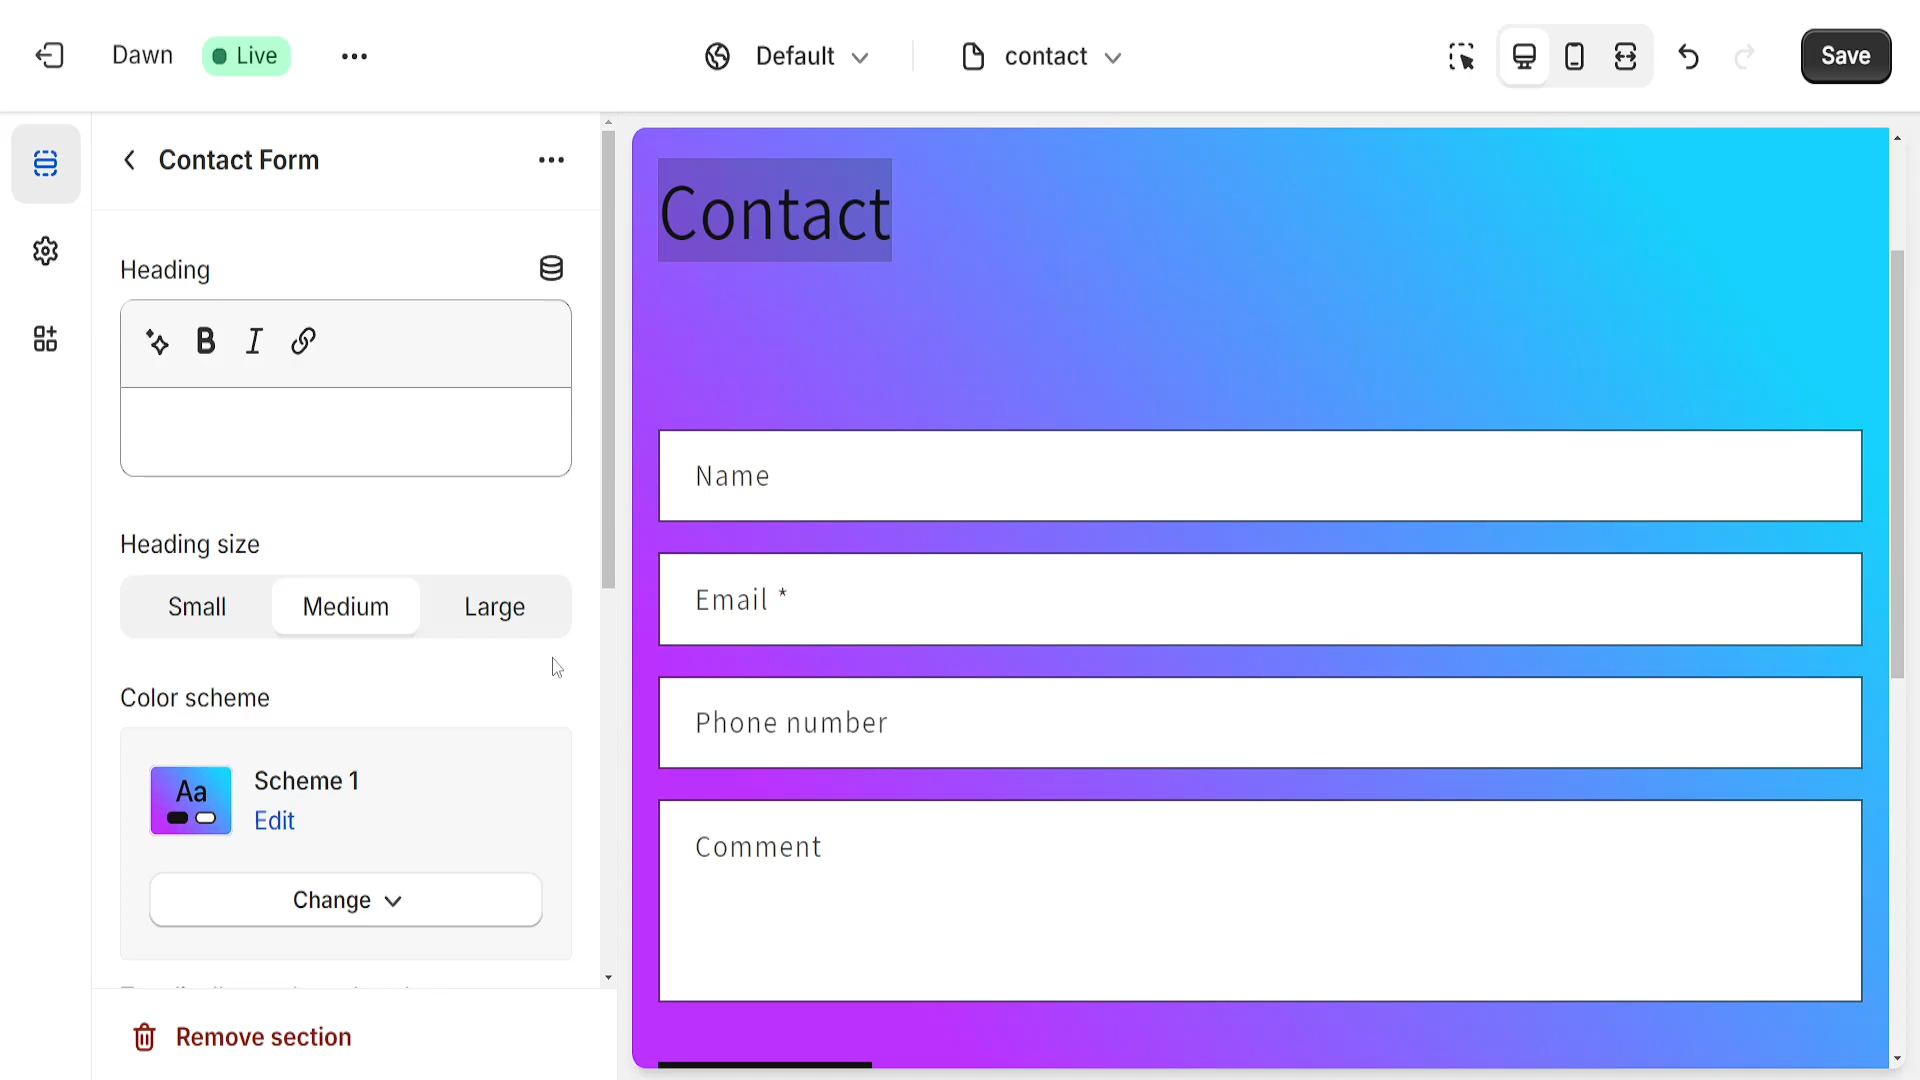 Dawn
Live
Default
contact
Save
Contact Form
Heading
B I
Heading size
Small
Medium
Large
Color scheme
Aa
Scheme 1
Edit
Change
Remove section
Contact
Name
Email *
Phone number
Comment